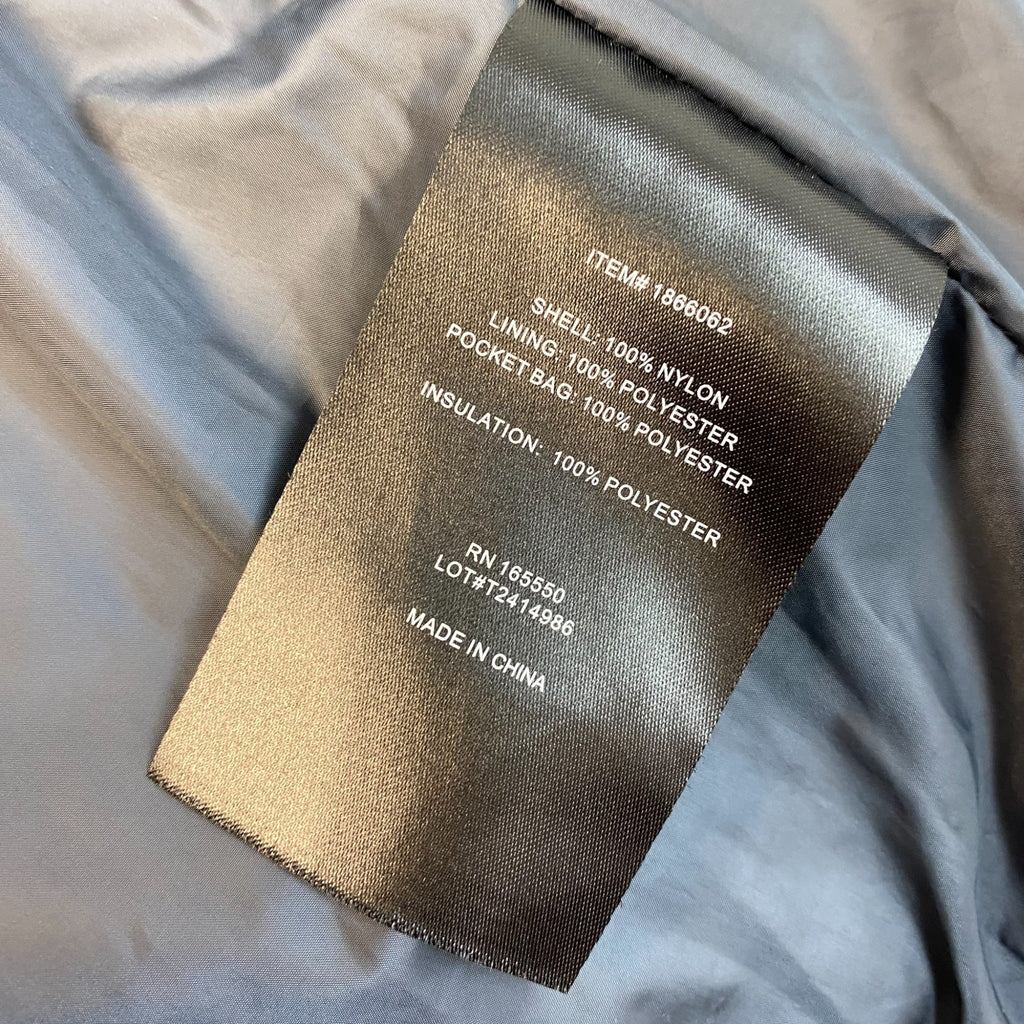 ITEM# 1866062
SHELL: 100% NYLON
LINING: 100% POLYESTER
POCKET BAG: 100% POLYESTER
INSULATION: 100% POLYESTER
RN 165550
LOT#T2414986
MADE IN CHINA